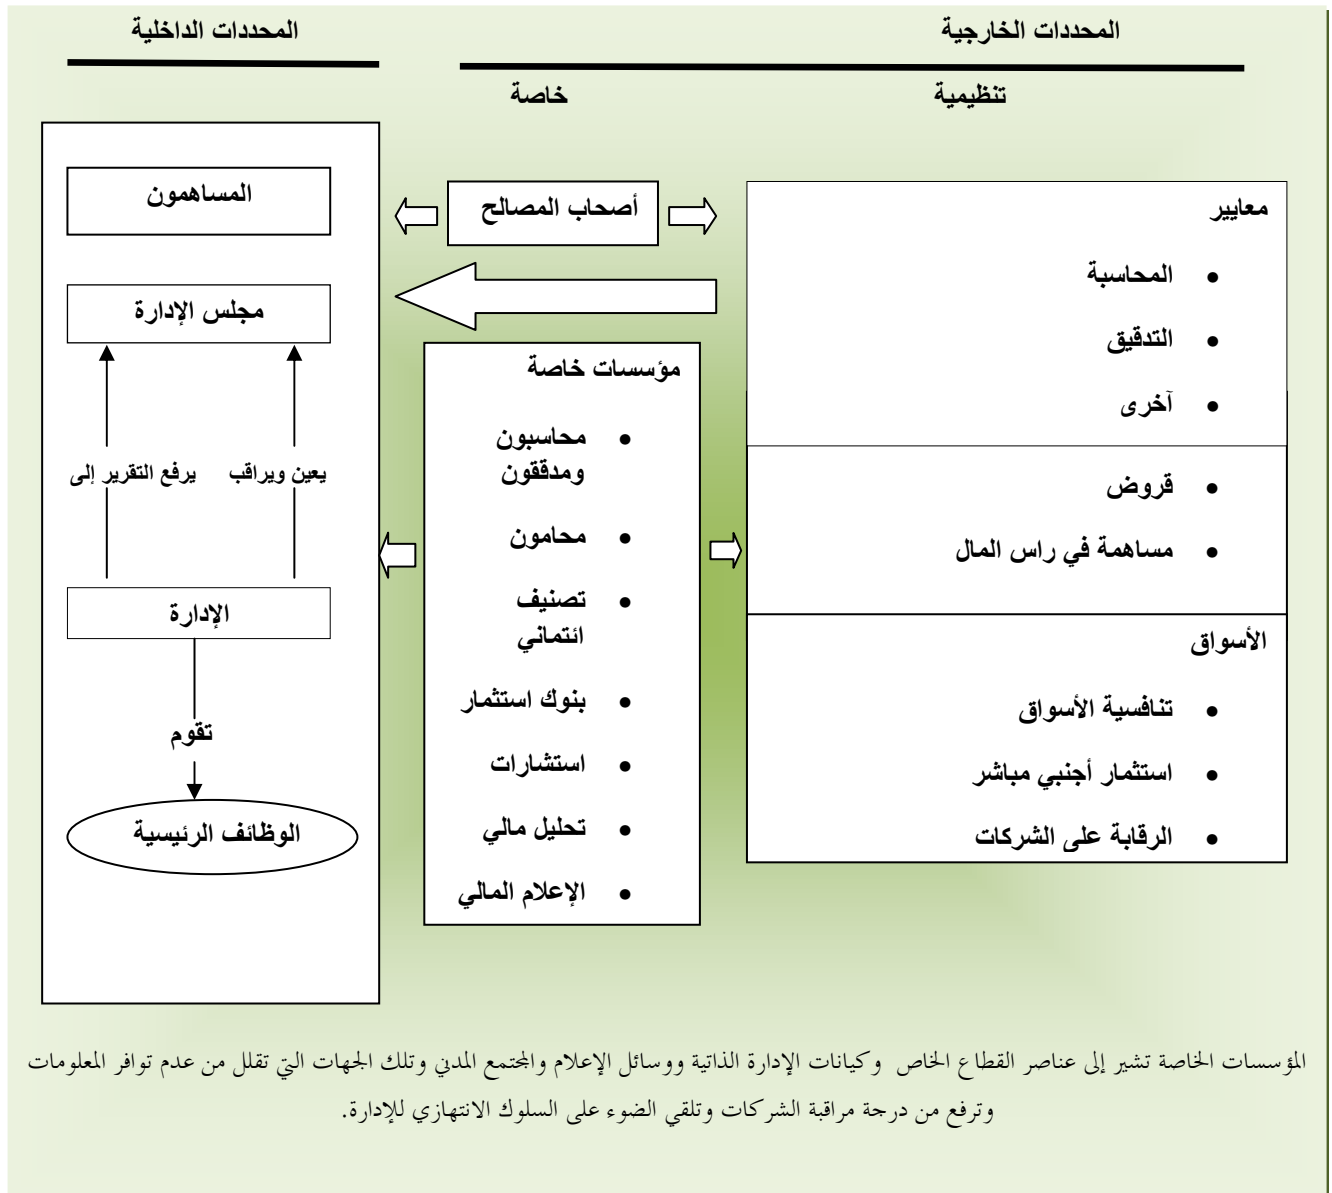 المحددات الخارجية
المحددات الداخلية
تنظيمية
خاصة
معايير
• المحاسبة
• التدقيق
• آخرى
• قروض
• مساهمة في راس المال
الأسواق
• تنافسية الأسواق
• استثمار أجنبي مباشر
• الرقابة على الشركات
أصحاب المصالح
مؤسسات خاصة
• محاسبون
ومدققون
• محامون
• تصنيف
ائتماني
• بنوك استثمار
• استشارات
• تحليل مالي
• الإعلام المالي
المساهمون
مجلس الإدارة
يعين ويراقب
يرفع التقرير إلى
الإدارة
تقوم
الوظائف الرئيسية
المؤسسات الخاصة تشير إلى عناصر القطاع الخاص وكيانات الإدارة الذاتية ووسائل الإعلام والمجتمع المدني وتلك الجهات التي تقلل من عدم توافر المعلومات
وترفع من درجة مراقبة الشركات وتلقي الضوء على السلوك الانتهازي للإدارة.